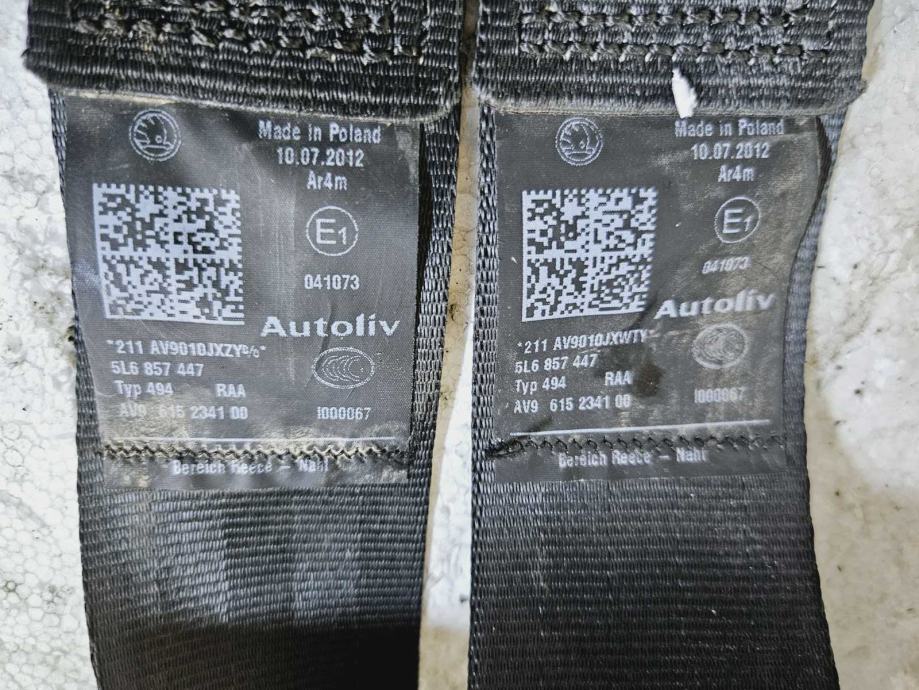 Made in Poland
10.07.2012
Ar4m
E1
041073
Autoliv
*211 AV9010JXZY
5L6 857 447
Typ 494 RAA
AV9 615 2341 00 I000067
Bereich Reece - Naht
Made in Poland
10.07.2012
Ar4m
E1
041073
Autoliv
*211 AV9010JXWTY
5L6 857 447
Typ 494 RAA
AV9 615 2341 00 I000067
Bereich Reece - Naht